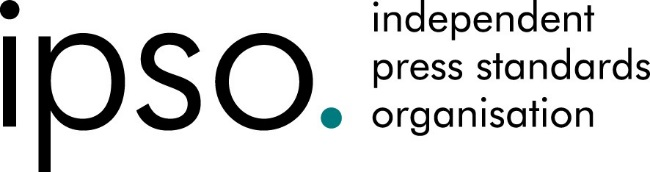 ipso.
independent
press standards
organisation